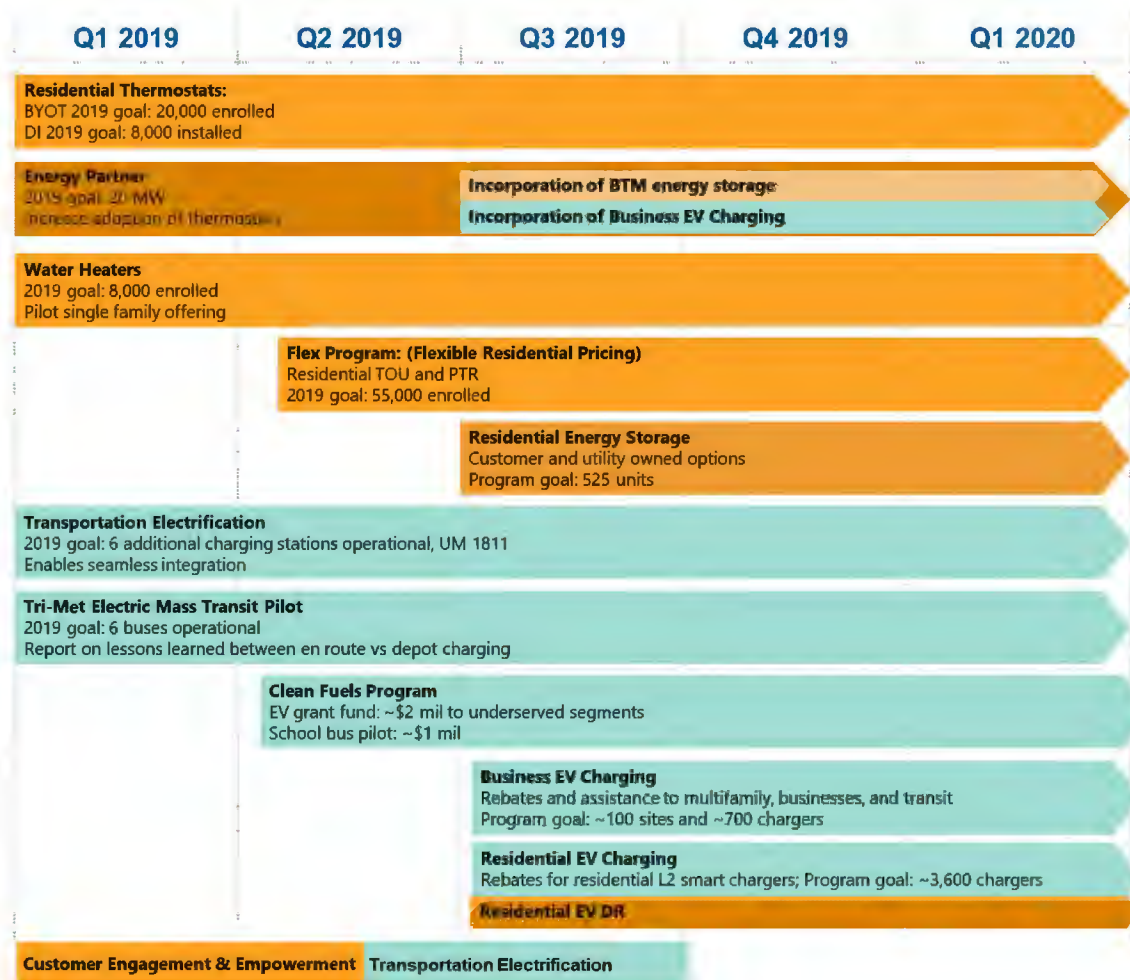 Q1 2019 Q2 2019 Q3 2019 Q4 2019 Q1 2020
Residential Thermostats:
BYOT 2019 goal: 20,000 enrolled
DI 2019 goal: 8,000 installed
Energy Partner
2019 goal: 20 MW
Increase adoption of thermostats
Incorporation of BTM energy storage
Incorporation of Business EV Charging
Water Heaters
2019 goal: 8,000 enrolled
Pilot single family offering
Flex Program: (Flexible Residential Pricing)
Residential TOU and PTR
2019 goal: 55,000 enrolled
Residential Energy Storage
Customer and utility owned options
Program goal: 525 units
Transportation Electrification
2019 goal: 6 additional charging stations operational, UM 1811
Enables seamless integration
Tri-Met Electric Mass Transit Pilot
2019 goal: 6 buses operational
Report on lessons learned between en route vs depot charging
Clean Fuels Program
EV grant fund: ~$2 mil to underserved segments
School bus pilot: ~$1 mil
Business EV Charging
Rebates and assistance to multifamily, businesses, and transit
Program goal: ~100 sites and ~700 chargers
Residential EV Charging
Rebates for residential L2 smart chargers; Program goal: ~3,600 chargers
Residential EV DR
Customer Engagement & Empowerment Transportation Electrification